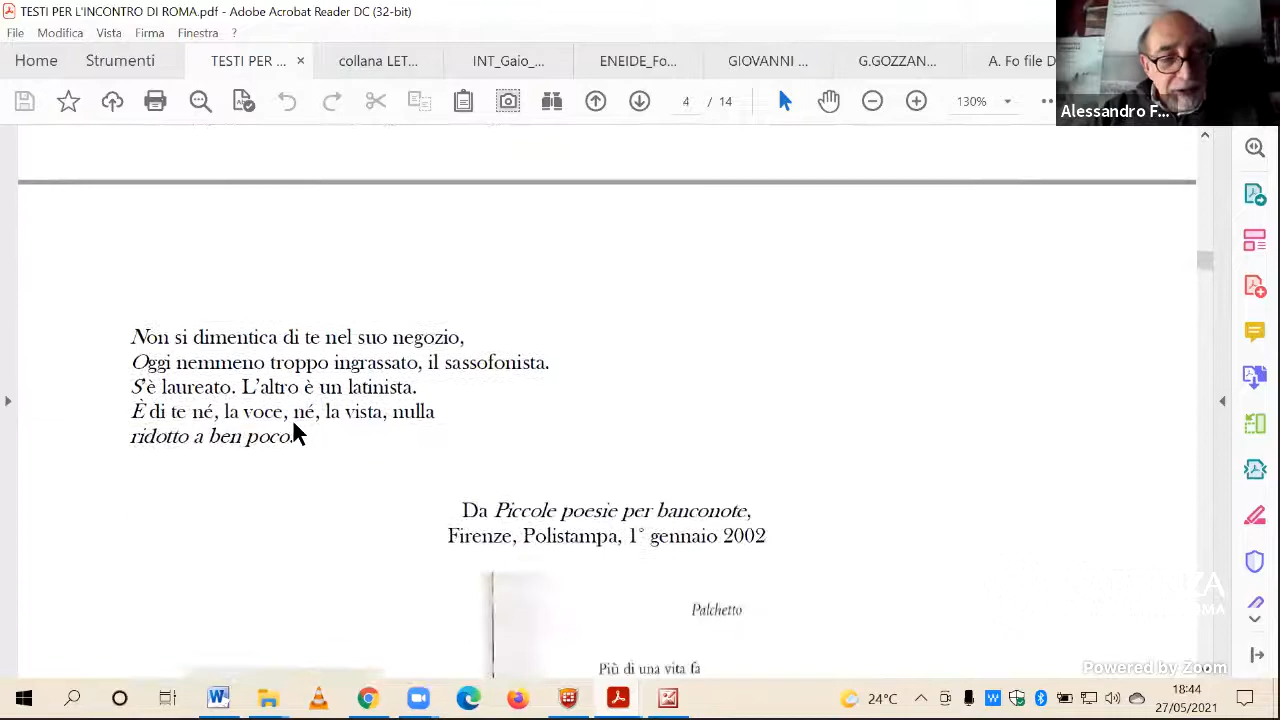 TESTI PER L'INCONTRO DI ROMA.pdf - Adobe Acrobat Reader DC (32-bit)
File Modifica Vista Firma Finestra ?
Home Strumenti TESTI PER ... × collana LET... INT_Gaio_... ENEIDE_Fo... GIOVANNI ... G.GOZZAN... A. Fo file D
4 / 14 130%
Alessandro F...
Non si dimentica di te nel suo negozio,
Oggi nemmeno troppo ingrassato, il sassofonista.
S'è laureato. L'altro è un latinista.
È di te né, la voce, né, la vista, nulla
ridotto a ben poco.
Da Piccole poesie per banconote,
Firenze, Polistampa, 1° gennaio 2002
Palchetto
Più di una vita fa
Powered by Zoom
24°C
18:44
27/05/2021